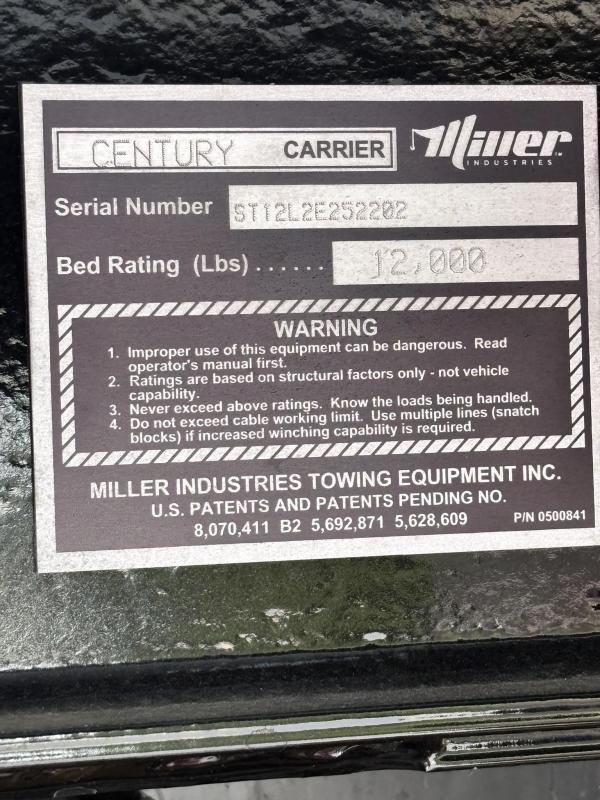 CENTURY CARRIER Miller INDUSTRIES
Serial Number ST12L2E252202
Bed Rating (Lbs) ...... 12,000
WARNING
1. Improper use of this equipment can be dangerous. Read
operator's manual first.
2. Ratings are based on structural factors only - not vehicle
capability.
3. Never exceed above ratings. Know the loads being handled.
4. Do not exceed cable working limit. Use multiple lines (snatch
blocks) if increased winching capability is required.
MILLER INDUSTRIES TOWING EQUIPMENT INC.
U.S. PATENTS AND PATENTS PENDING NO.
8,070,411 B2 5,692,871 5,628,609 P/N 0500841